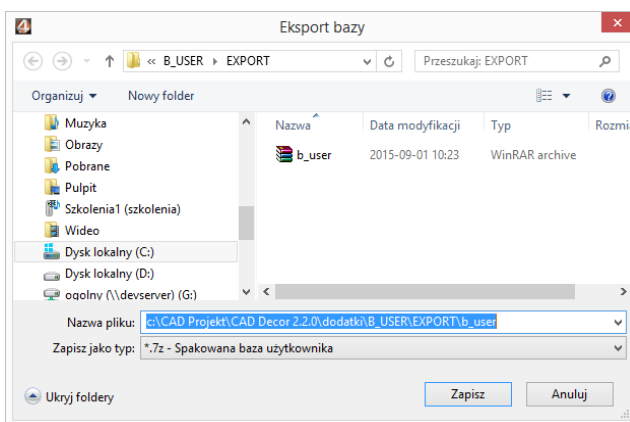 4
Eksport bazy
x
« B_USER ▸ EXPORT
Przeszukaj: EXPORT
Organizuj ▾ Nowy folder
Nazwa Data modyfikacji Typ Rozmi
Muzyka
Obrazy
Pobrane
Pulpit
Szkolenia1 (szkolenia)
Wideo
Dysk lokalny (C:)
Dysk lokalny (D:)
ogolny (\\devserver) (G:)
b_user 2015-09-01 10:23 WinRAR archive
Nazwa pliku: c:\CAD Projekt\CAD Decor 2.2.0\dodatki\B_USER\EXPORT\b_user
Zapisz jako typ: *.7z - Spakowana baza użytkownika
Ukryj foldery
Zapisz
Anuluj